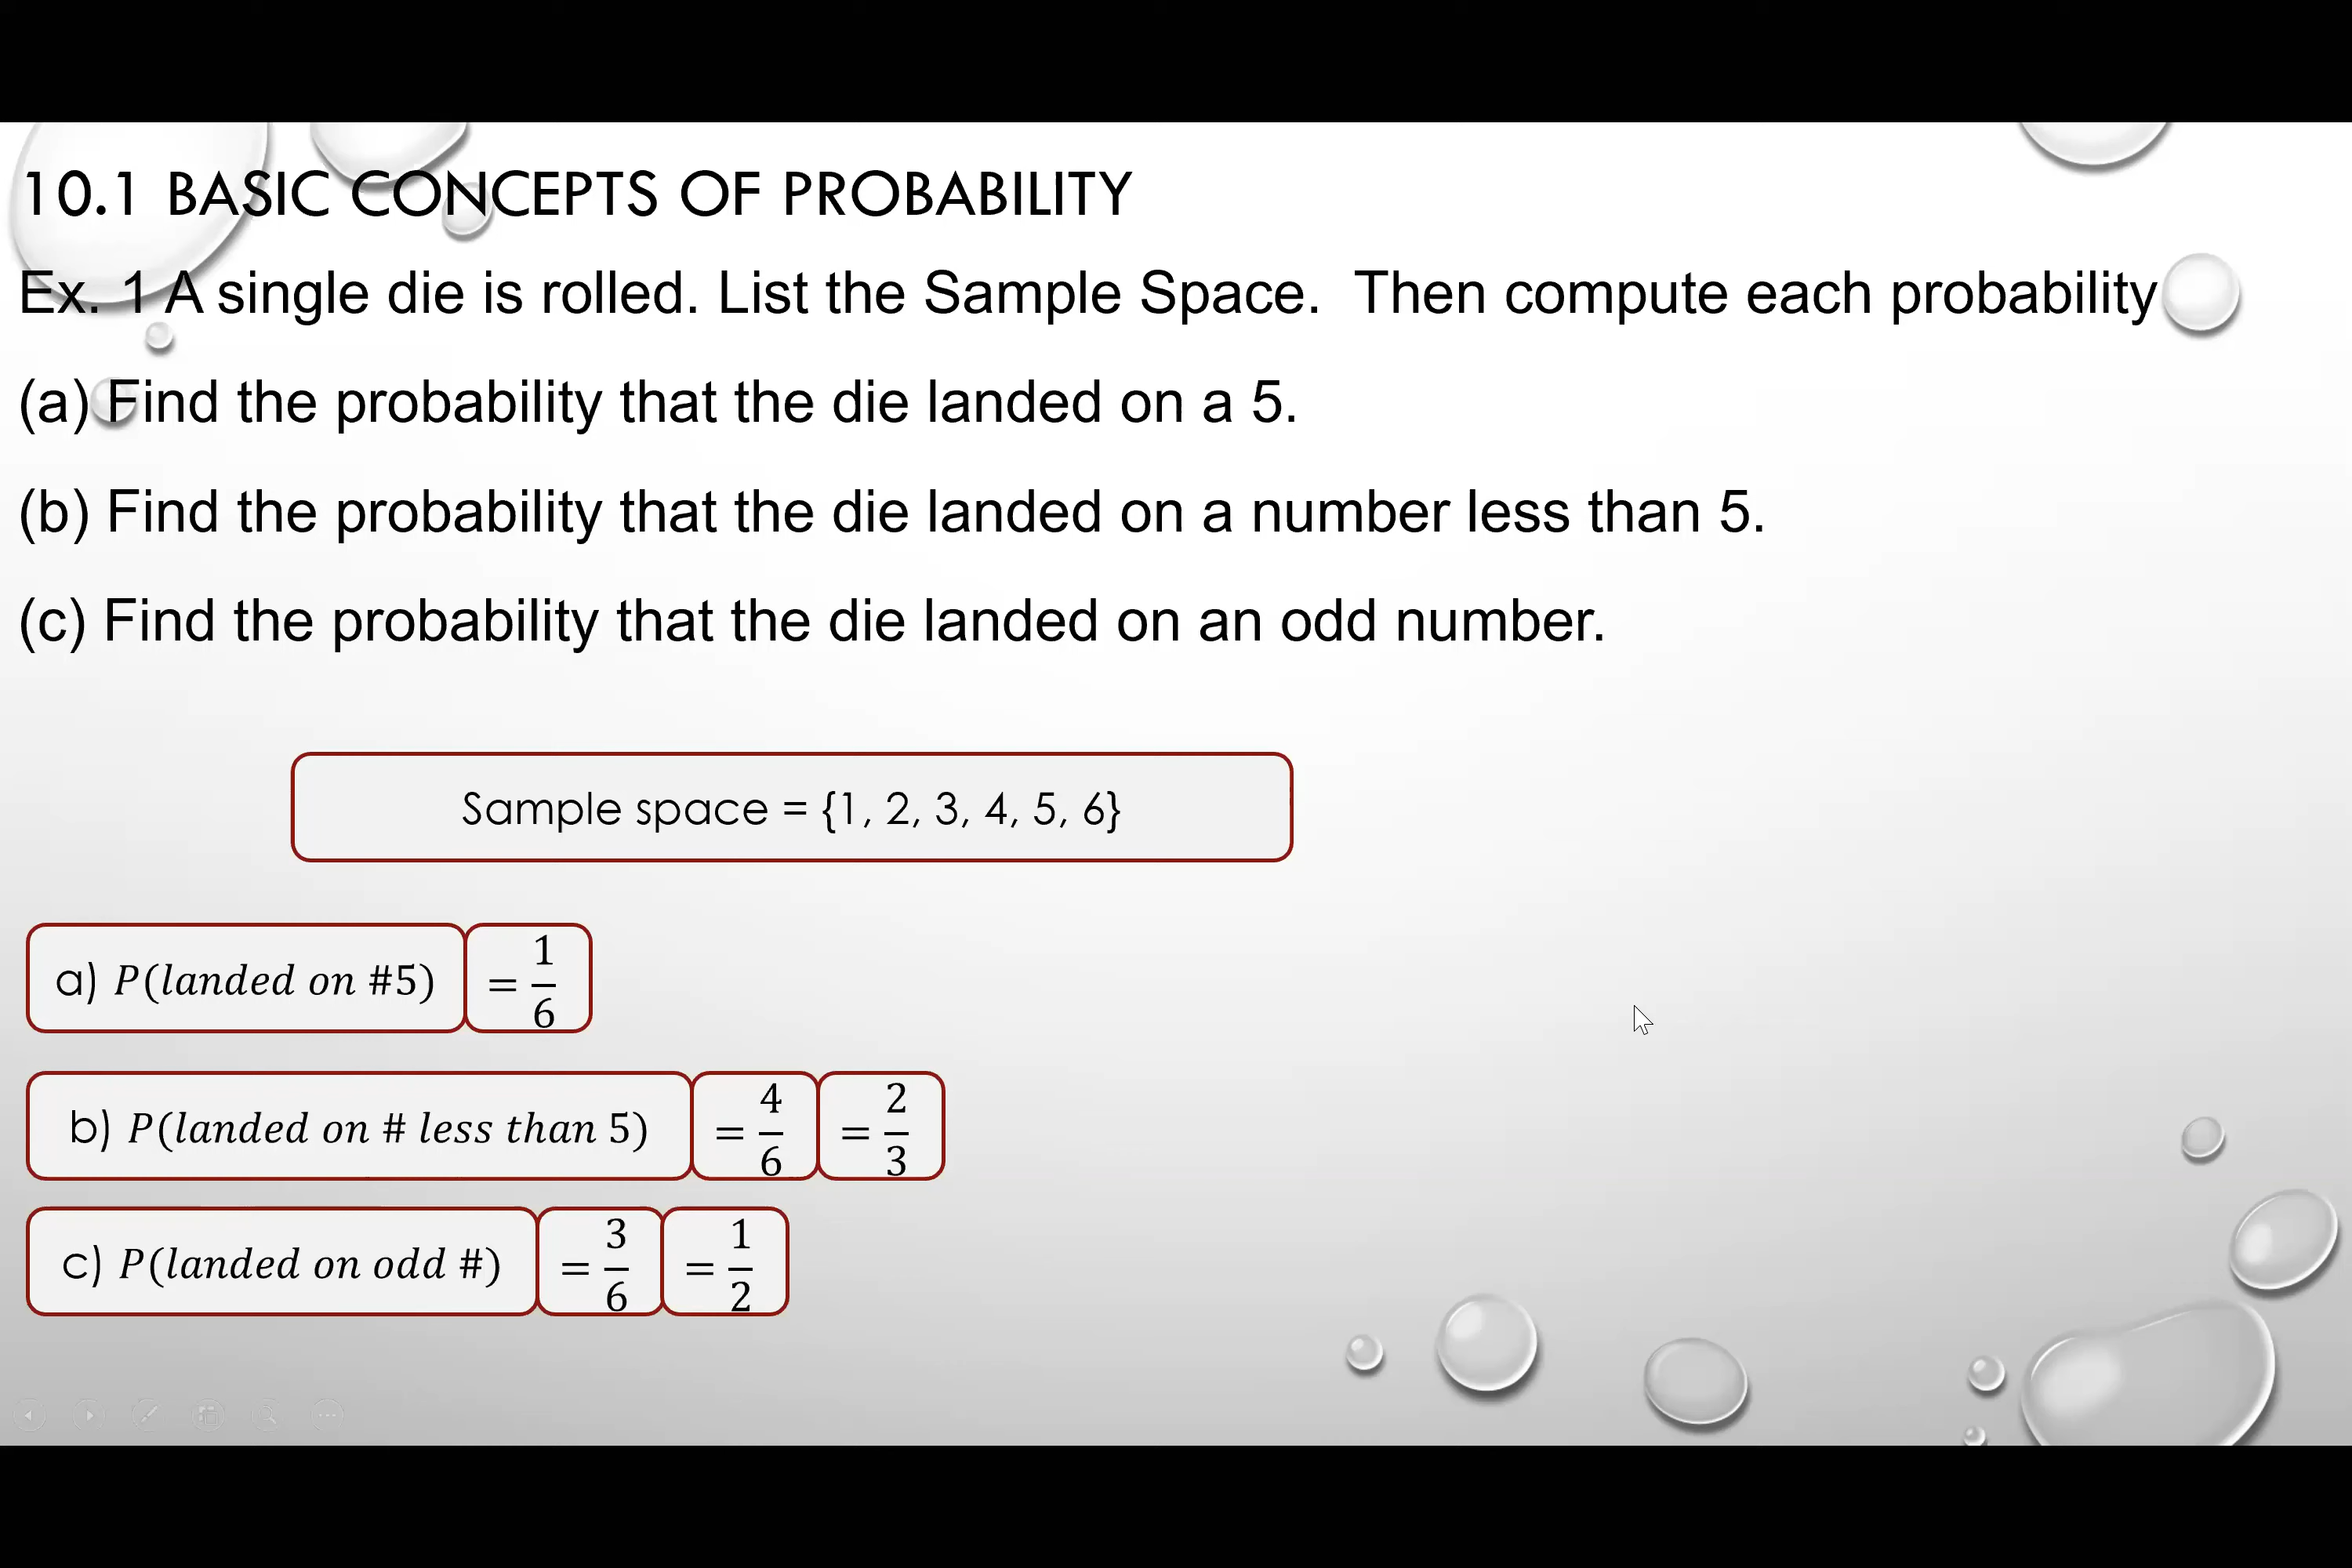 10.1 BASIC CONCEPTS OF PROBABILITY
Ex. 1 A single die is rolled. List the Sample Space. Then compute each probability
(a) Find the probability that the die landed on a 5.
(b) Find the probability that the die landed on a number less than 5.
(c) Find the probability that the die landed on an odd number.
Sample space = {1, 2, 3, 4, 5, 6}
a) P(landed on #5) = 1/6
b) P(landed on # less than 5) = 4/6 = 2/3
c) P(landed on odd #) = 3/6 = 1/2